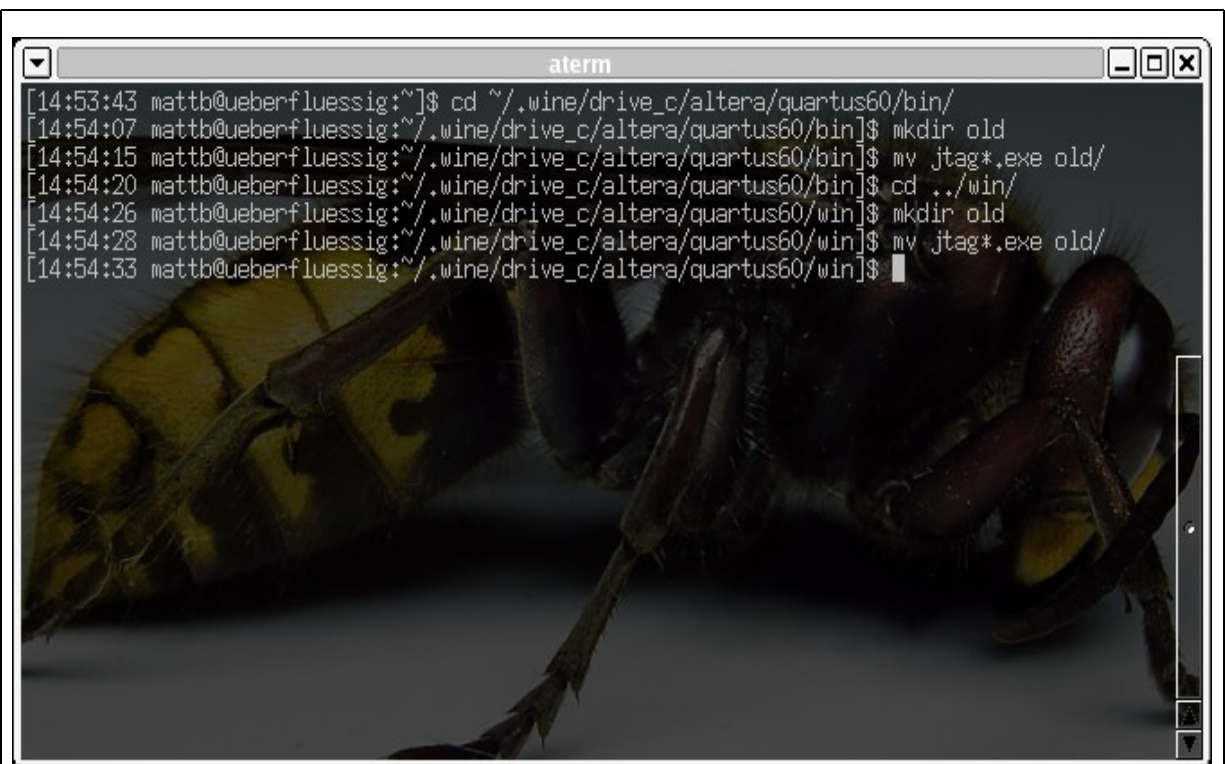 aterm
[14:53:43 mattb@ueberfluessig:~]$ cd ~/.wine/drive_c/altera/quartus60/bin/
[14:54:07 mattb@ueberfluessig:~/.wine/drive_c/altera/quartus60/bin]$ mkdir old
[14:54:15 mattb@ueberfluessig:~/.wine/drive_c/altera/quartus60/bin]$ mv jtag*.exe old/
[14:54:20 mattb@ueberfluessig:~/.wine/drive_c/altera/quartus60/bin]$ cd ../win/
[14:54:26 mattb@ueberfluessig:~/.wine/drive_c/altera/quartus60/win]$ mkdir old
[14:54:28 mattb@ueberfluessig:~/.wine/drive_c/altera/quartus60/win]$ mv jtag*.exe old/
[14:54:33 mattb@ueberfluessig:~/.wine/drive_c/altera/quartus60/win]$